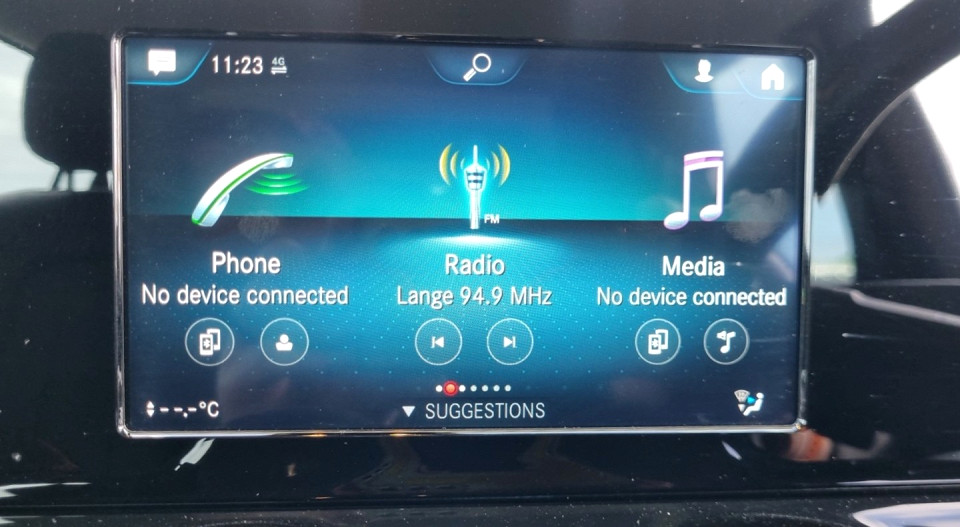 11:23 4G
FM
Phone
Radio
Media
No device connected
Lange 94.9 MHz
No device connected
--,-°C
▼ SUGGESTIONS